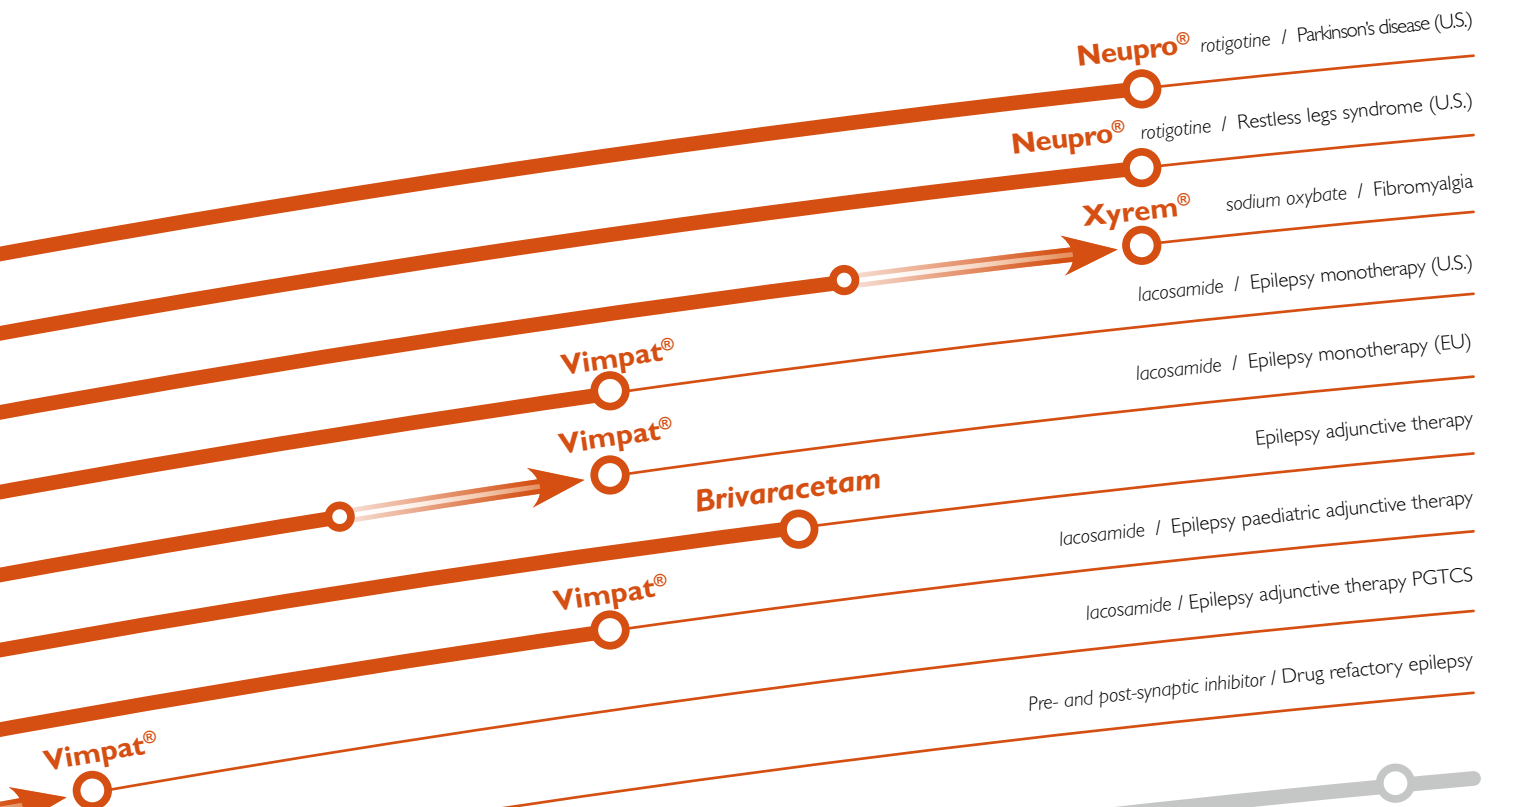 Neupro® rotigotine / Parkinson's disease (U.S.)
Neupro® rotigotine / Restless legs syndrome (U.S.)
Xyrem® sodium oxybate / Fibromyalgia
lacosamide / Epilepsy monotherapy (U.S.)
Vimpat®
lacosamide / Epilepsy monotherapy (EU)
Vimpat®
Epilepsy adjunctive therapy
Brivaracetam
lacosamide / Epilepsy paediatric adjunctive therapy
Vimpat®
lacosamide / Epilepsy adjunctive therapy PGTCS
Vimpat®
Pre- and post-synaptic inhibitor / Drug refactory epilepsy